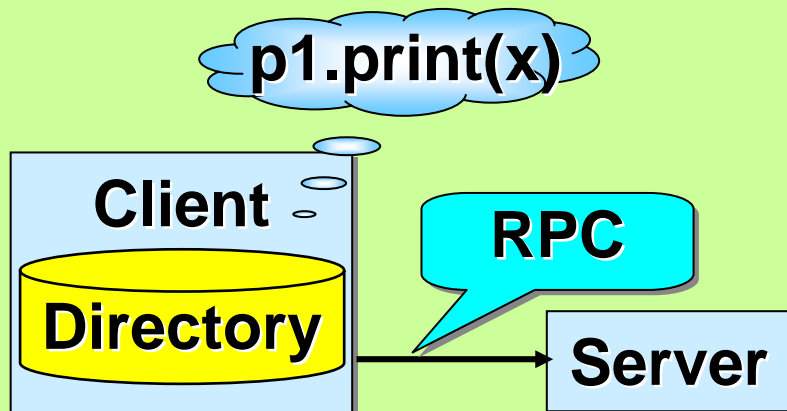 p1.print(x)
Client
RPC
Directory
Server